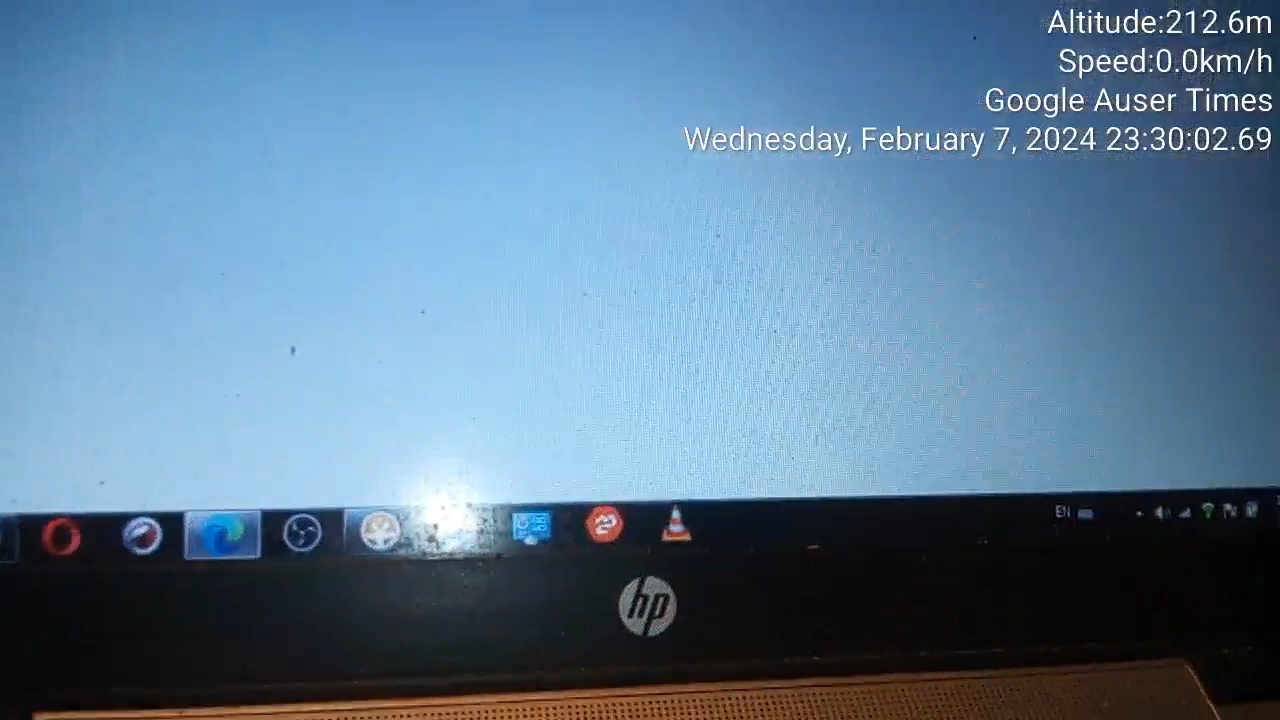 Altitude:212.6m
Speed:0.0km/h
Google Auser Times
Wednesday, February 7, 2024 23:30:02.69
EN
hp